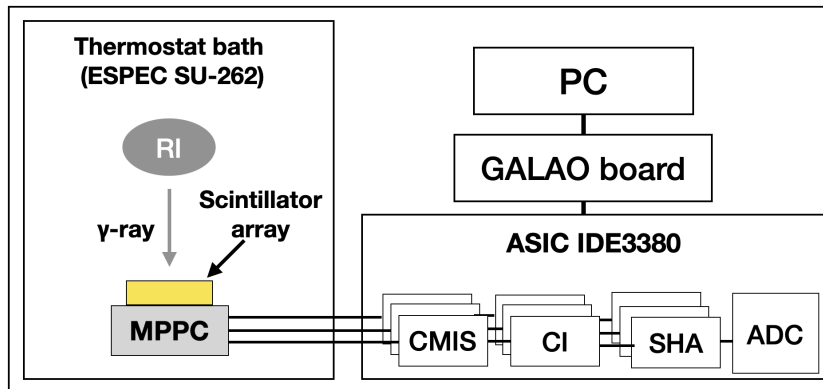 Thermostat bath
(ESPEC SU-262)
RI
γ-ray
Scintillator
array
MPPC
PC
GALAO board
ASIC IDE3380
CMIS
CI
SHA
ADC